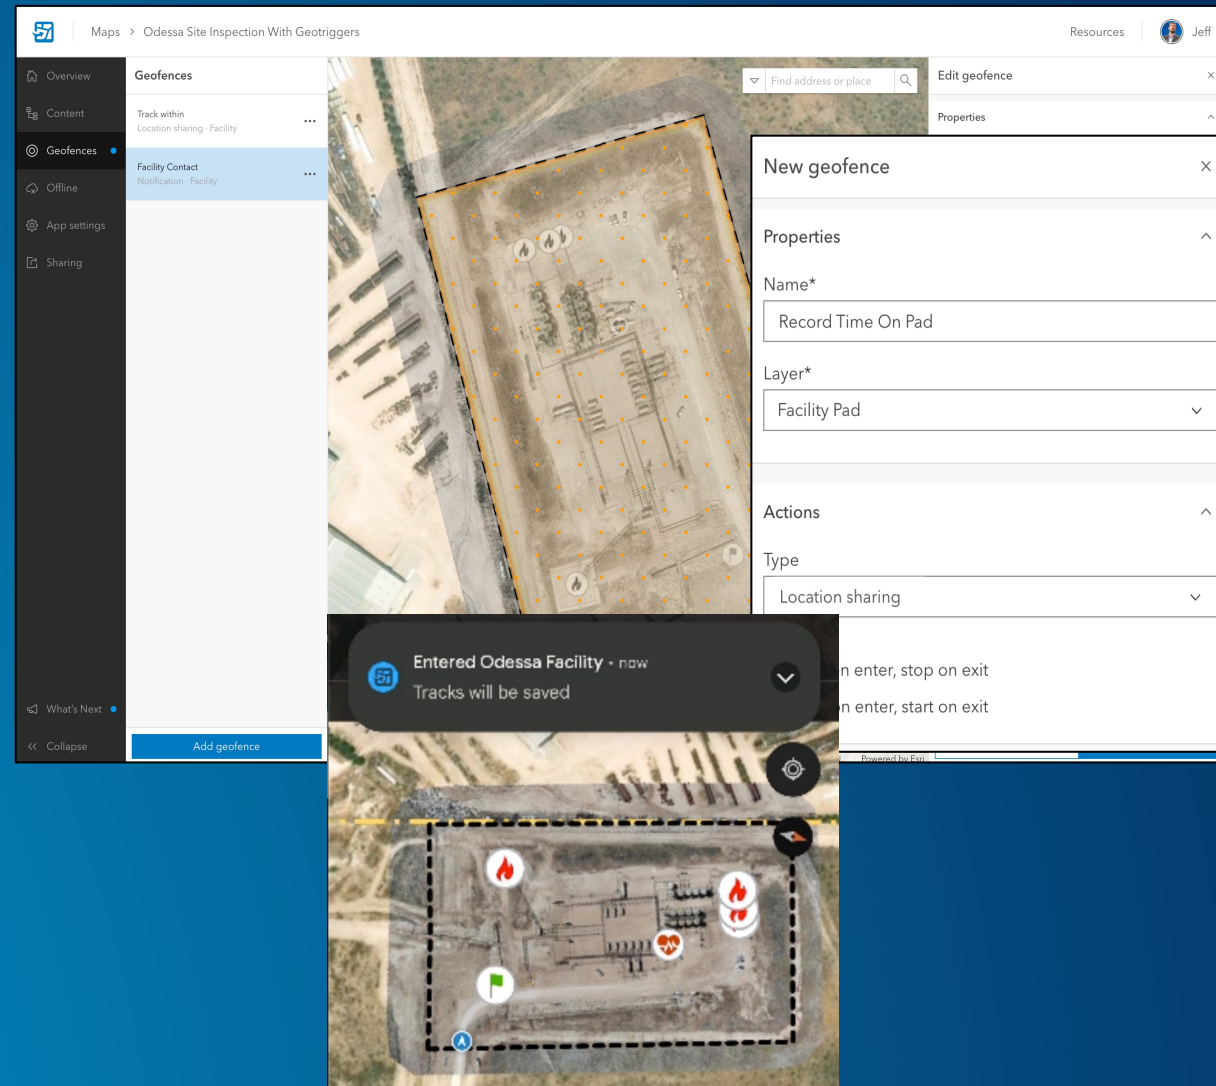 Maps > Odessa Site Inspection With Geotriggers
Resources
Jeff
Overview
Content
Geofences
Offline
App settings
Sharing
What's Next
Collapse
Geofences
Track within
Location sharing · Facility
Facility Contact
Notification · Facility
Add geofence
Find address or place
Edit geofence
Properties
New geofence
Properties
Name*
Record Time On Pad
Layer*
Facility Pad
Actions
Type
Location sharing
n enter, stop on exit
n enter, start on exit
Powered by Esri
Entered Odessa Facility • now
Tracks will be saved